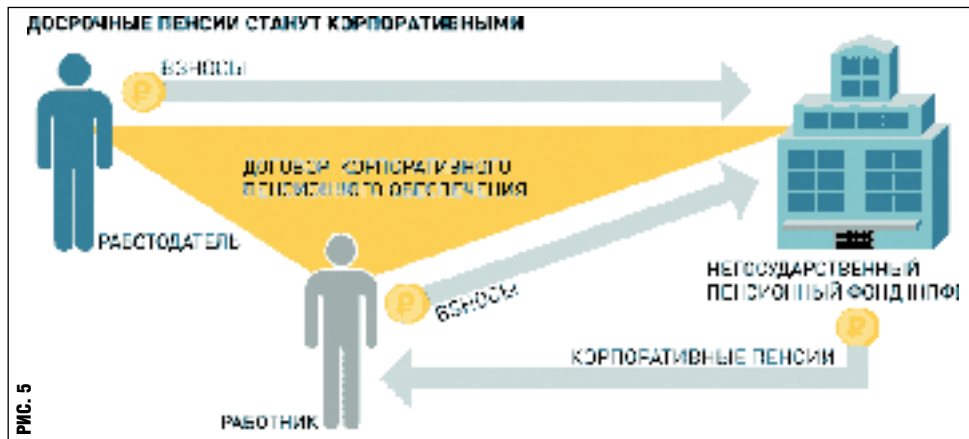 ДОСРОЧНЫЕ ПЕНСИИ СТАНУТ КОРПОРАТИВНЫМИ
ВЗНОСЫ
ДОГОВОР КОРПОРАТИВНОГО
ПЕНСИОННОГО ОБЕСПЕЧЕНИЯ
РАБОТОДАТЕЛЬ
ВЗНОСЫ
НЕГОСУДАРСТВЕННЫЙ
ПЕНСИОННЫЙ ФОНД (НПФ)
КОРПОРАТИВНЫЕ ПЕНСИИ
РАБОТНИК
РИС. 5